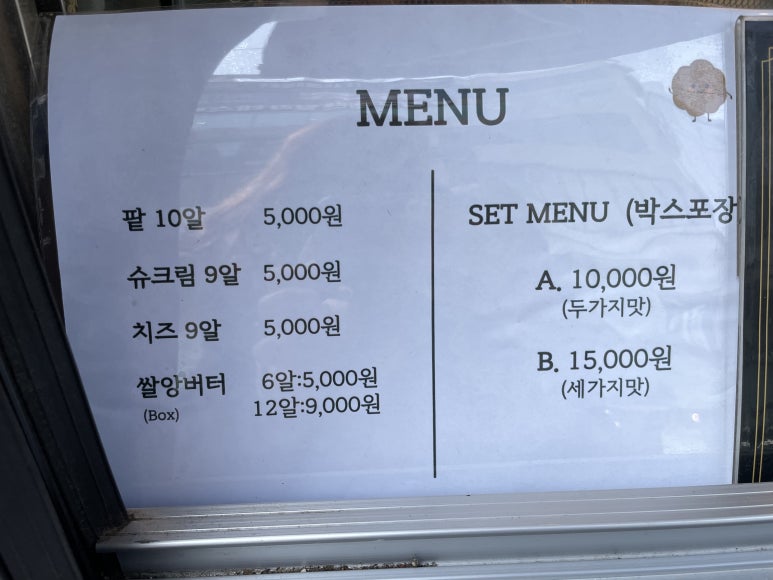 MENU
팥 10알 5,000원
슈크림 9알 5,000원
치즈 9알 5,000원
쌀앙버터 6알:5,000원
(Box) 12알:9,000원
SET MENU (박스포장
A. 10,000원
(두가지맛)
B. 15,000원
(세가지맛)